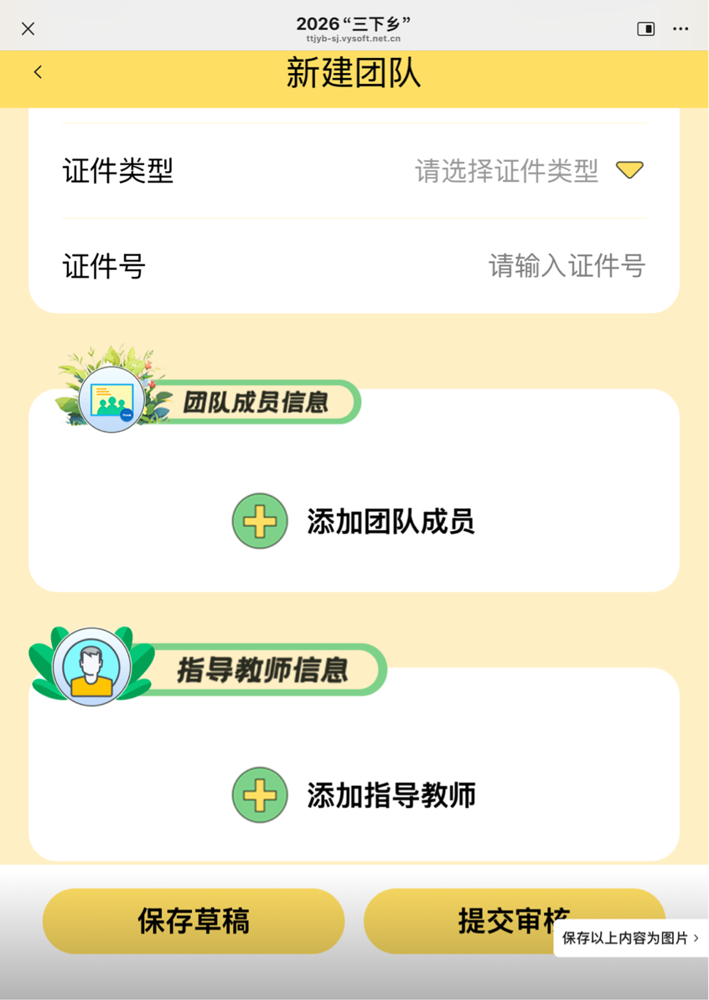 2026“三下乡”
ttjyb-sj.vysoft.net.cn
新建团队
证件类型 请选择证件类型
证件号 请输入证件号
团队成员信息
添加团队成员
指导教师信息
添加指导教师
保存草稿 提交审核
保存以上内容为图片 >